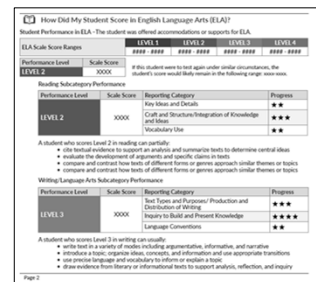 How Did My Student Score in English Language Arts (ELA)?
Student Performance in ELA - The student was offered accommodations or supports for ELA.
ELA Scale Score Ranges LEVEL 1 LEVEL 2 LEVEL 3 LEVEL 4
#### - #### #### - #### #### - #### #### - ####
Performance Level Scale Score
LEVEL 2 XXXX
If this student were to test again under similar circumstances, the
student's score would likely remain in the following range: xxxx-xxxx.
Reading Subcategory Performance
Performance Level Scale Score Reporting Category Progress
LEVEL 2 XXXX
Key Ideas and Details ★★
Craft and Structure/Integration of Knowledge
and Ideas ★★★
Vocabulary Use ★★
A student who scores Level 2 in reading can partially:
• cite textual evidence to support an analysis and summarize texts to determine central ideas
• evaluate the development of arguments and specific claims in texts
• compare and contrast how texts of different forms or genres approach similar themes or topics
• compare and contrast how texts of different forms or genres approach similar themes or topics
Writing/Language Arts Subcategory Performance
Performance Level Scale Score Reporting Category Progress
LEVEL 3 XXXX
Text Types and Purposes/ Production and
Distribution of Writing ★★★
Inquiry to Build and Present Knowledge ★★★★
Language Conventions ★★
A student who scores Level 3 in writing can usually:
• write text in a variety of modes including argumentative, informative, and narrative
• introduce a topic; organize ideas, concepts, and information and use appropriate transitions
• use precise language and vocabulary to inform or explain a topic
• draw evidence from literary or informational texts to support analysis, reflection, and inquiry
Page 2